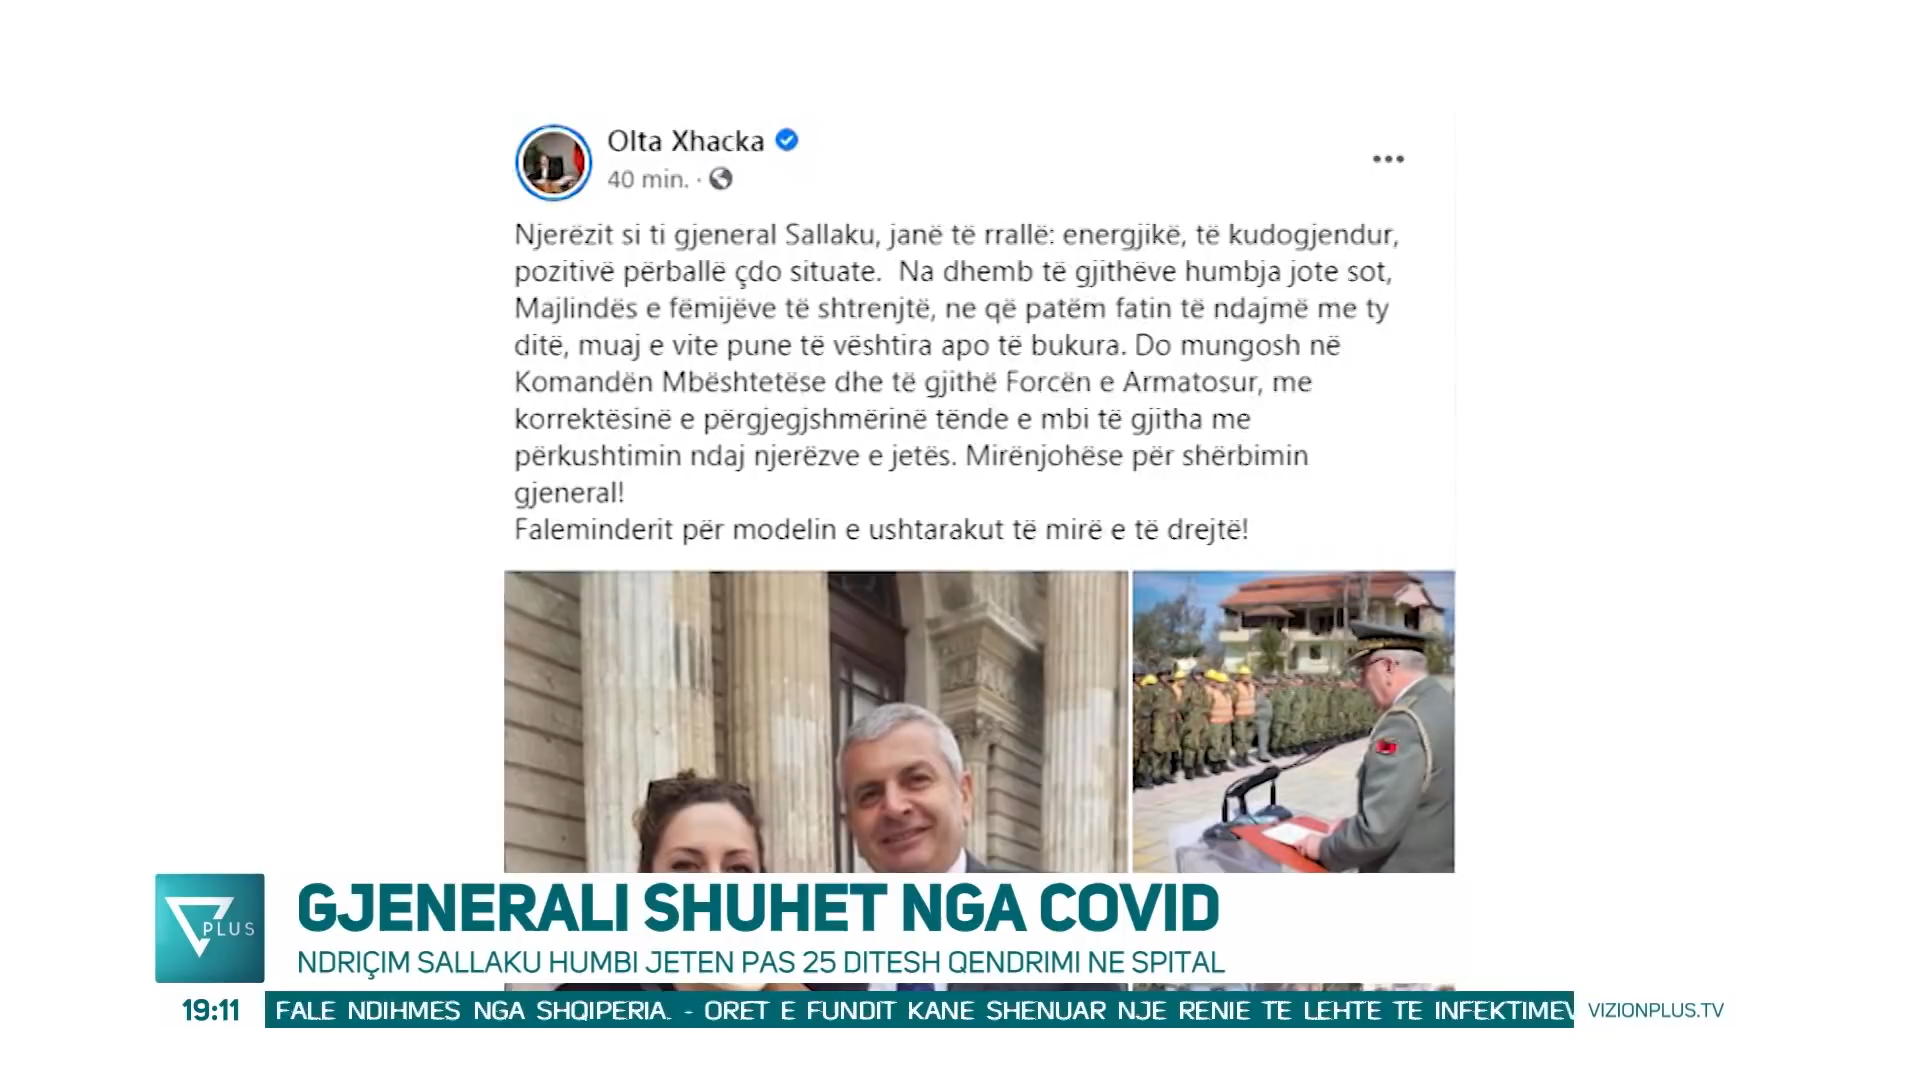 Olta Xhacka
40 min. ·
Njerëzit si ti gjeneral Sallaku, janë të rrallë: energjikë, të kudogjendur,
pozitivë përballë çdo situate. Na dhemb të gjithëve humbja jote sot,
Majlindës e fëmijëve të shtrenjtë, ne që patëm fatin të ndajmë me ty
ditë, muaj e vite pune të vështira apo të bukura. Do mungosh në
Komandën Mbështetëse dhe të gjithë Forcën e Armatosur, me
korrektësinë e përgjegjshmërinë tënde e mbi të gjitha me
përkushtimin ndaj njerëzve e jetës. Mirënjohëse për shërbimin
gjeneral!
Faleminderit për modelin e ushtarakut të mirë e të drejtë!
PLUS
GJENERALI SHUHET NGA COVID
NDRIÇIM SALLAKU HUMBI JETEN PAS 25 DITESH QENDRIMI NE SPITAL
19:11 FALE NDIHMES NGA SHQIPERIA. - ORET E FUNDIT KANE SHENUAR NJE RENIE TE LEHTE TE INFEKTIMEV VIZIONPLUS.TV